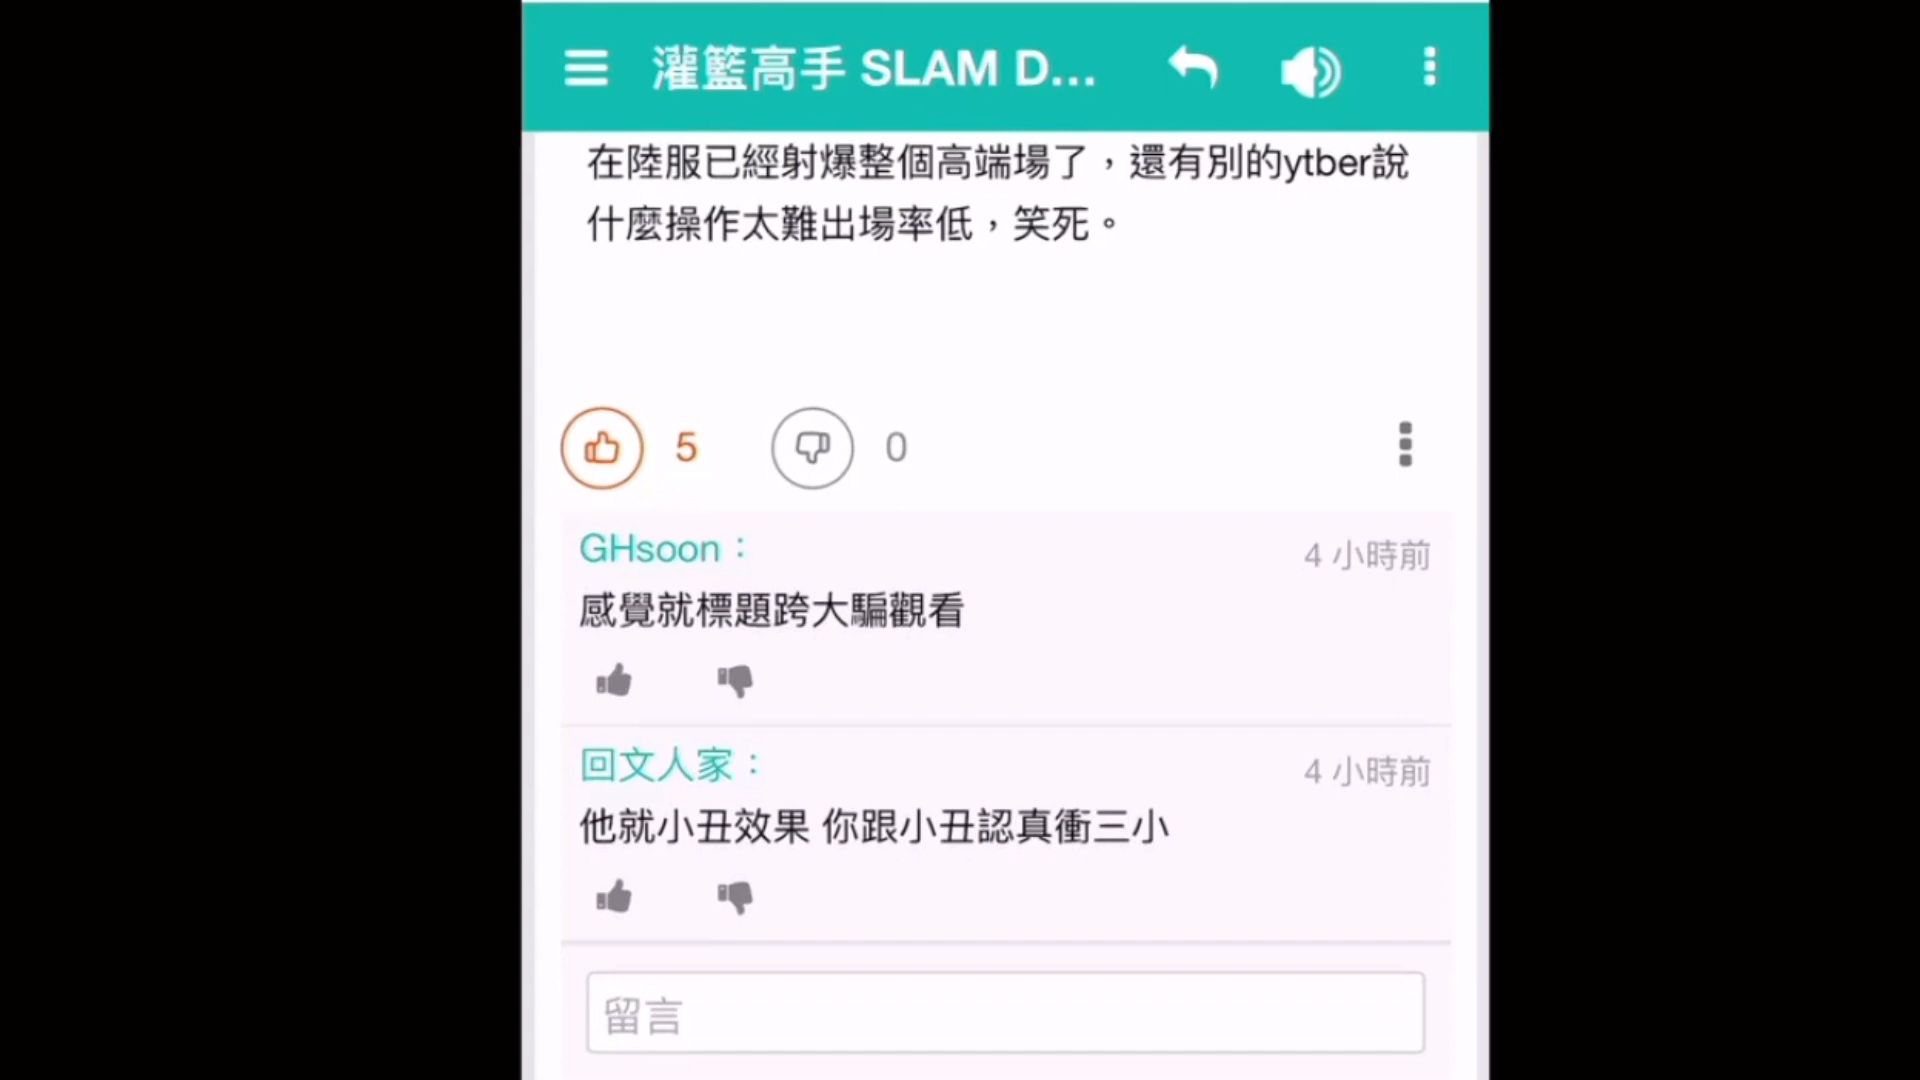 灌籃高手 SLAM D...
在陸服已經射爆整個高端場了，還有別的ytber說
什麼操作太難出場率低，笑死。
5
0
GHsoon：
4 小時前
感覺就標題跨大騙觀看
回文人家：
4 小時前
他就小丑效果 你跟小丑認真衝三小
留言